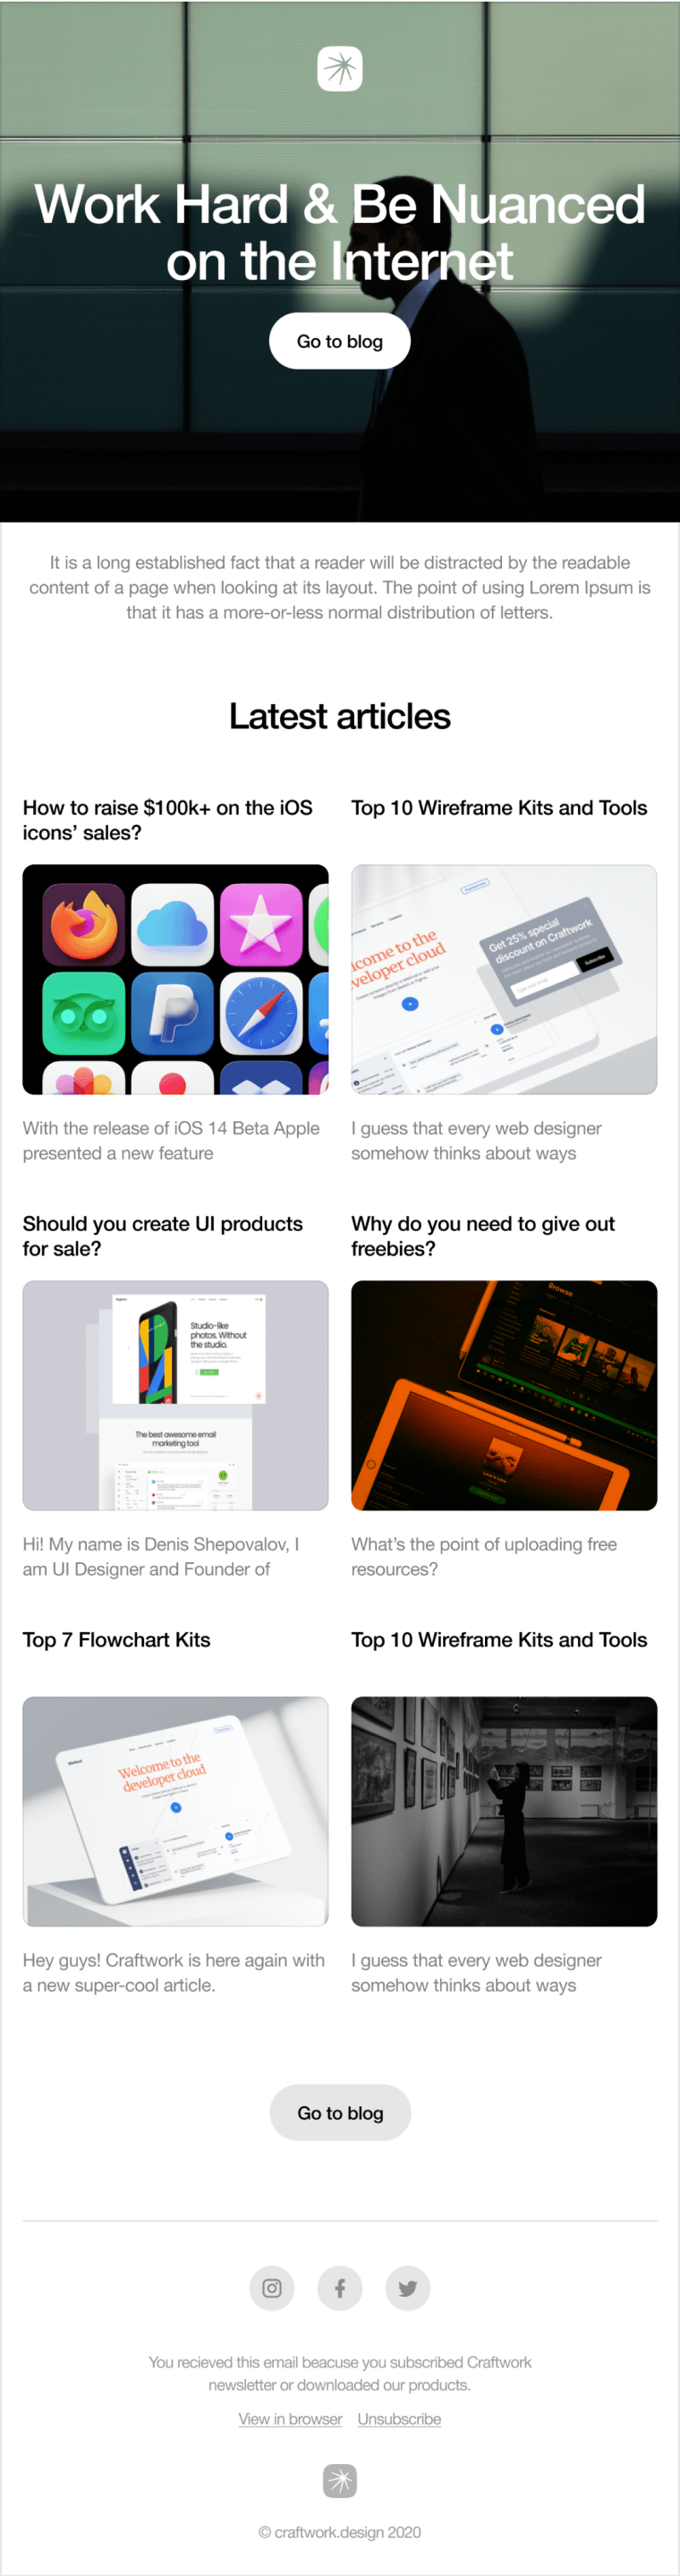 Work Hard & Be Nuanced
on the Internet
Go to blog
It is a long established fact that a reader will be distracted by the readable
content of a page when looking at its layout. The point of using Lorem Ipsum is
that it has a more-or-less normal distribution of letters.
Latest articles
How to raise $100k+ on the iOS
icons’ sales?
Top 10 Wireframe Kits and Tools
come to the
veloper cloud
Get 25% special
discount on Craftwork
Subscribe
With the release of iOS 14 Beta Apple
presented a new feature
I guess that every web designer
somehow thinks about ways
Should you create UI products
for sale?
Why do you need to give out
freebies?
Studio-like
photos. Without
the studio.
The best awesome email
marketing tool
Browse
Hi! My name is Denis Shepovalov, I
am UI Designer and Founder of
What’s the point of uploading free
resources?
Top 7 Flowchart Kits
Top 10 Wireframe Kits and Tools
Welcome to the
developer cloud
Hey guys! Craftwork is here again with
a new super-cool article.
I guess that every web designer
somehow thinks about ways
Go to blog
You recieved this email beacuse you subscribed Craftwork
newsletter or downloaded our products.
View in browser Unsubscribe
© craftwork.design 2020